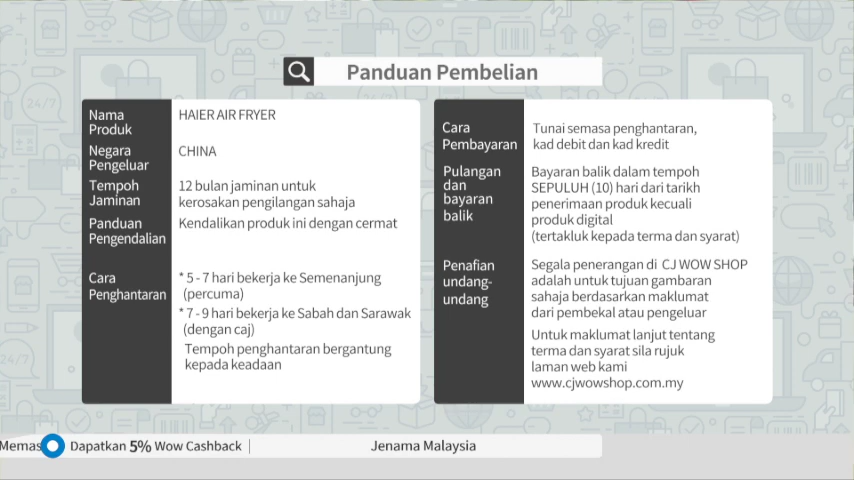 Panduan Pembelian
Nama
Produk
HAIER AIR FRYER
Negara
Pengeluar
CHINA
Tempoh
Jaminan
12 bulan jaminan untuk
kerosakan pengilangan sahaja
Panduan
Pengendalian
Kendalikan produk ini dengan cermat
Cara
Penghantaran
* 5 - 7 hari bekerja ke Semenanjung
(percuma)
* 7 - 9 hari bekerja ke Sabah dan Sarawak
(dengan caj)
Tempoh penghantaran bergantung
kepada keadaan
Cara
Pembayaran
Tunai semasa penghantaran,
kad debit dan kad kredit
Pulangan
dan
bayaran
balik
Bayaran balik dalam tempoh
SEPULUH (10) hari dari tarikh
penerimaan produk kecuali
produk digital
(tertakluk kepada terma dan syarat)
Penafian
undang-
undang
Segala penerangan di CJ WOW SHOP
adalah untuk tujuan gambaran
sahaja berdasarkan maklumat
dari pembekal atau pengeluar
Untuk maklumat lanjut tentang
terma dan syarat sila rujuk
laman web kami
www.cjwowshop.com.my
24/7
24/7
Memas Dapatkan 5% Wow Cashback
Jenama Malaysia